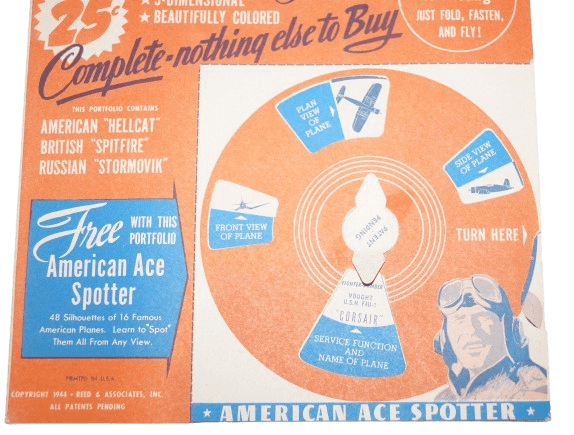 25¢
★ 3-DIMENSIONAL
★ BEAUTIFULLY COLORED
Complete-nothing else to Buy
JUST FOLD, FASTEN,
AND FLY!
THIS PORTFOLIO CONTAINS
AMERICAN "HELLCAT"
BRITISH "SPITFIRE"
RUSSIAN "STORMOVIK"
Free WITH THIS
PORTFOLIO
American Ace
Spotter
48 Silhouettes of 16 Famous
American Planes. Learn to "Spot"
Them All From Any View.
PRINTED IN U.S.A.
COPYRIGHT 1944 - REED & ASSOCIATES, INC.
ALL PATENTS PENDING
PLAN
VIEW
OF
PLANE
SIDE VIEW
OF
PLANE
FRONT VIEW
OF PLANE
TURN HERE
PATENT
PENDING
VOUGHT
U.S.N. F4U-1
"CORSAIR"
SERVICE FUNCTION
AND
NAME OF PLANE
★ AMERICAN ACE SPOTTER ★